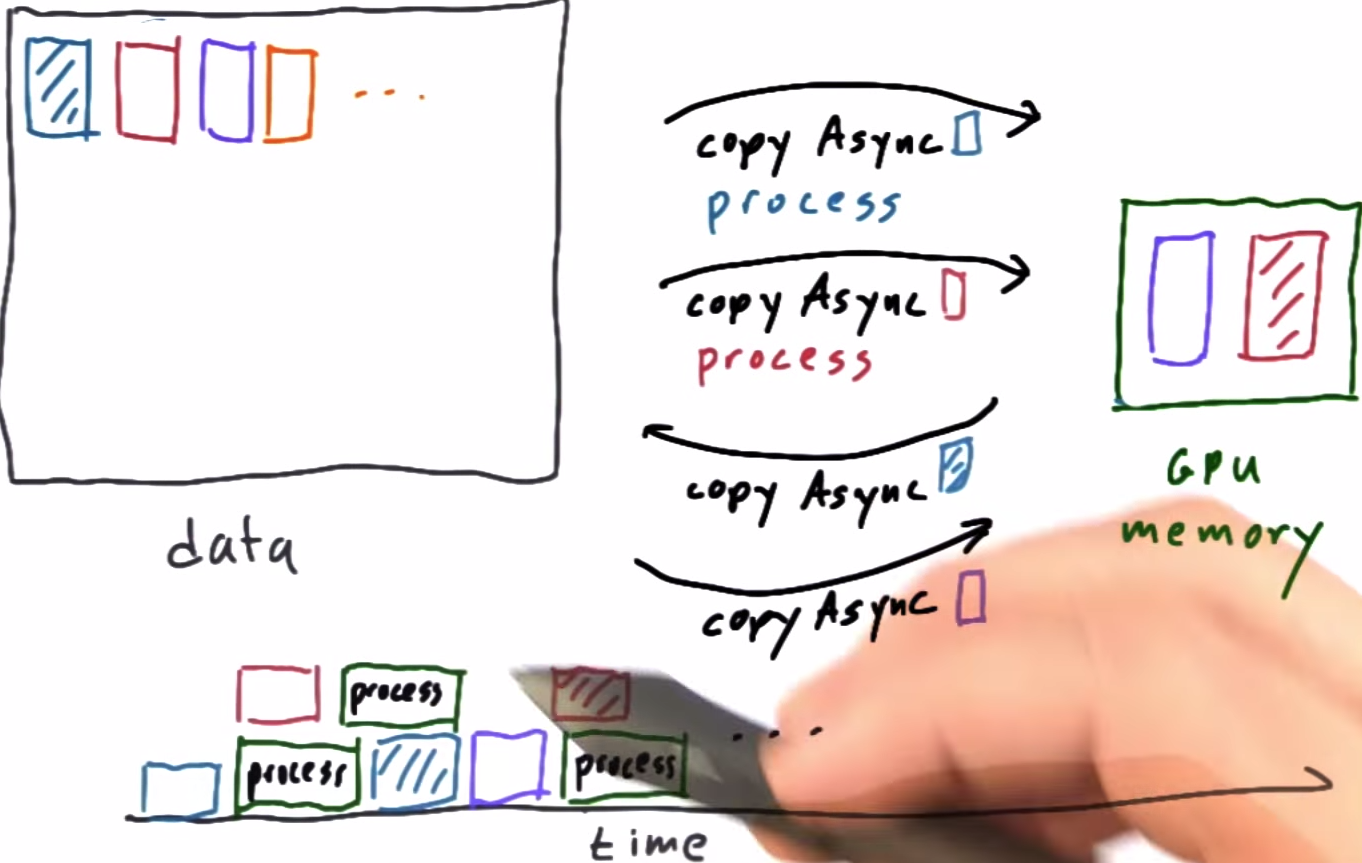 copy Async
process
copy Async
process
copy Async
copy Async
data
GPU
memory
process
process
process
...
time